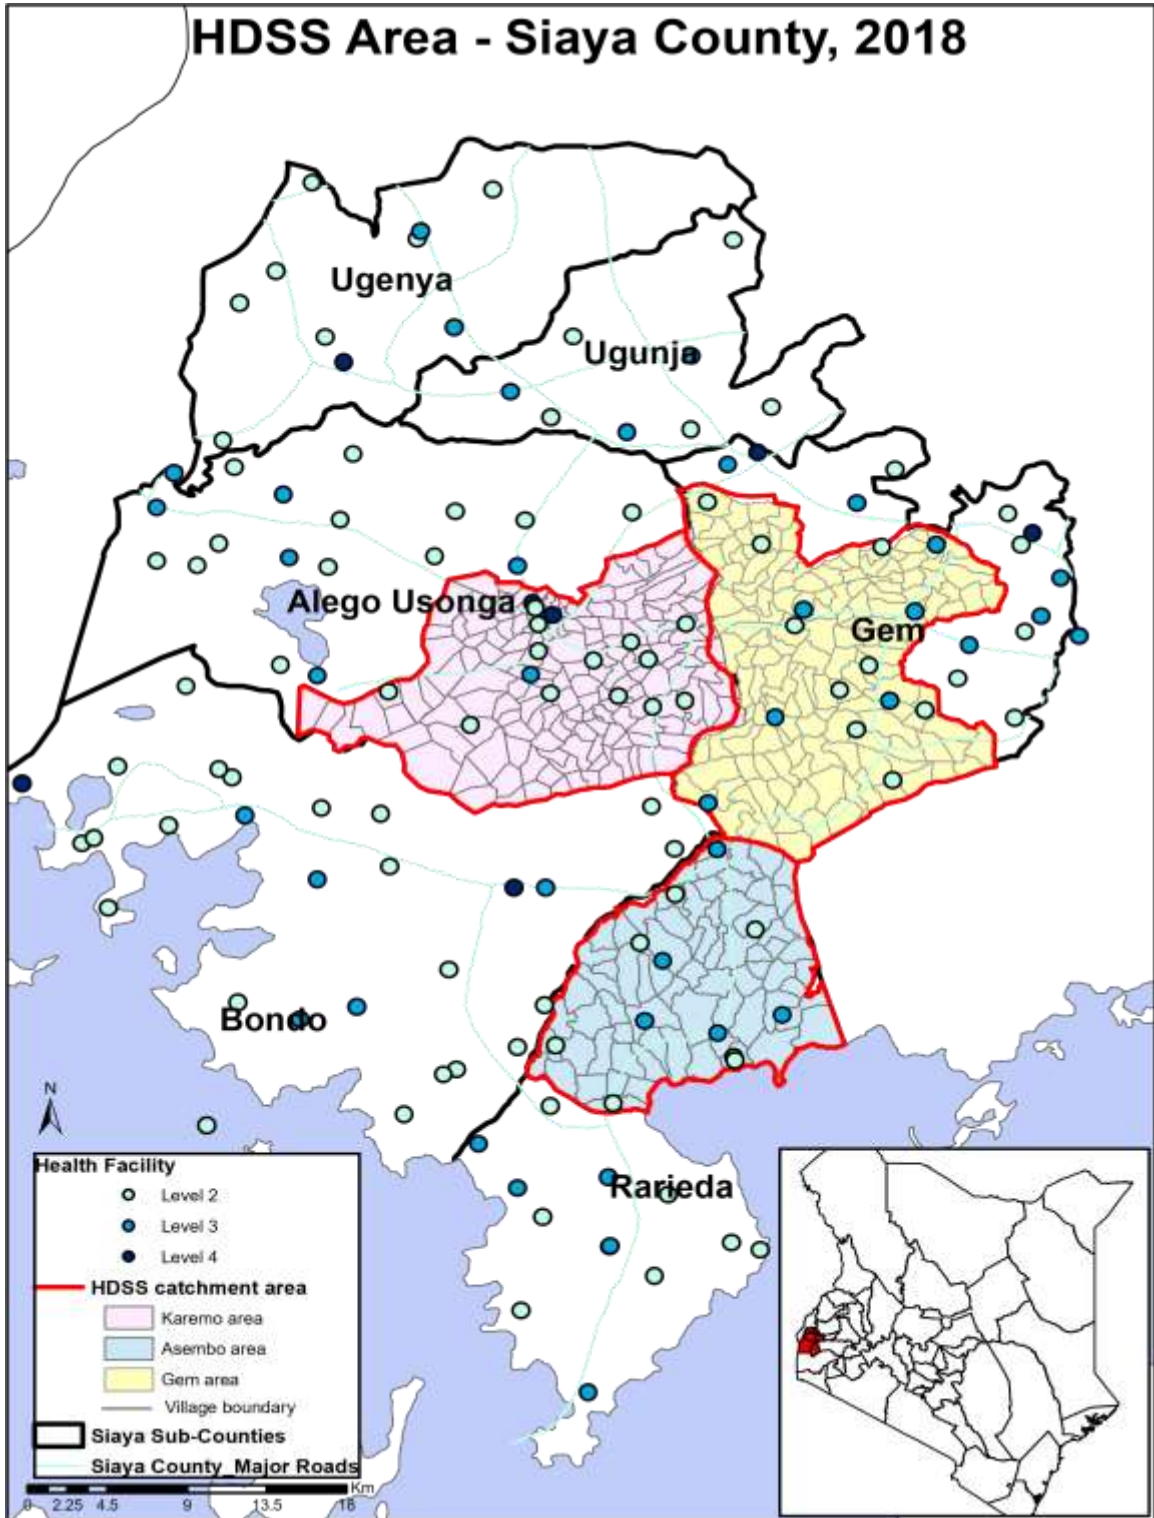 HDSS Area - Siaya County, 2018
Ugenya
Ugunja
Alego Usonga
Gem
Bondo
Rarieda
N
Health Facility
Level 2
Level 3
Level 4
HDSS catchment area
Karemo area
Asembo area
Gem area
Village boundary
Siaya Sub-Counties
Siaya County_Major Roads
Km
0 2.25 4.5 9 13.5 18